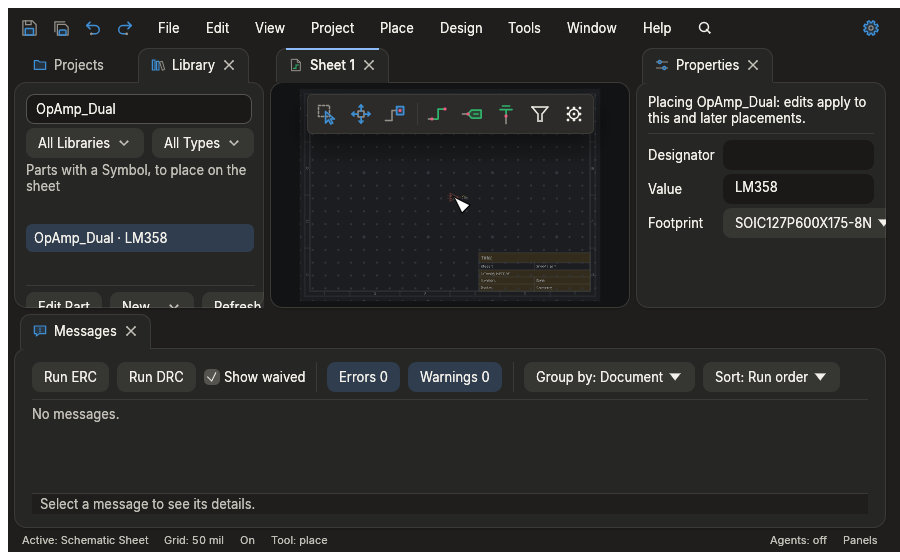 File Edit View Project Place Design Tools Window Help
Projects Library Sheet 1 Properties
OpAmp_Dual
All Libraries All Types
Parts with a Symbol, to place on the
sheet
OpAmp_Dual · LM358
Edit Part New... Refresh
Title:
Placing OpAmp_Dual: edits apply to
this and later placements.
Designator
Value LM358
Footprint SOIC127P600X175-8N
Messages
Run ERC Run DRC Show waived Errors 0 Warnings 0 Group by: Document Sort: Run order
No messages.
Select a message to see its details.
Active: Schematic Sheet Grid: 50 mil On Tool: place Agents: off Panels